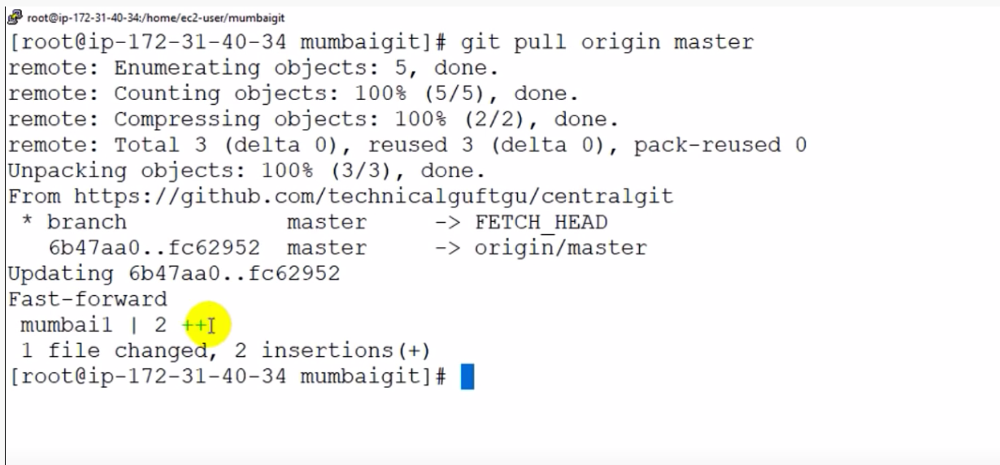 root@ip-172-31-40-34:/home/ec2-user/mumbaigit
[root@ip-172-31-40-34 mumbaigit]# git pull origin master
remote: Enumerating objects: 5, done.
remote: Counting objects: 100% (5/5), done.
remote: Compressing objects: 100% (2/2), done.
remote: Total 3 (delta 0), reused 3 (delta 0), pack-reused 0
Unpacking objects: 100% (3/3), done.
From https://github.com/technicalguftgu/centralgit
 * branch            master     -> FETCH_HEAD
   6b47aa0..fc62952  master     -> origin/master
Updating 6b47aa0..fc62952
Fast-forward
 mumbai1 | 2 ++
 1 file changed, 2 insertions(+)
[root@ip-172-31-40-34 mumbaigit]#